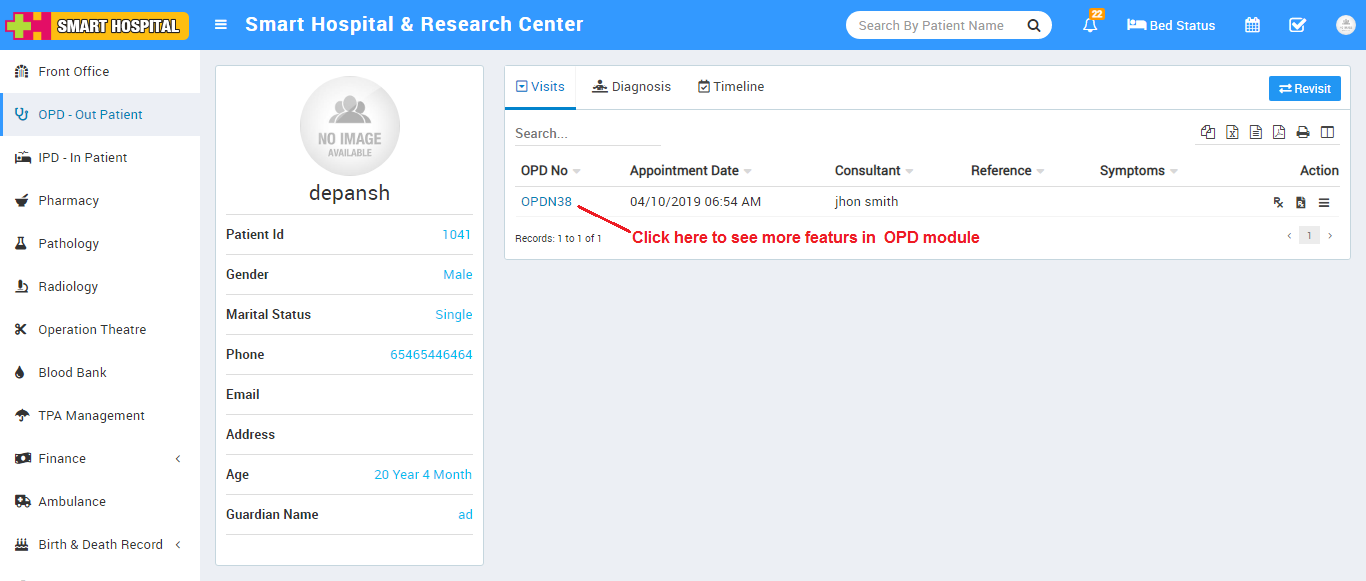 SMART HOSPITAL
Smart Hospital & Research Center
Search By Patient Name
22
Bed Status
Front Office
OPD - Out Patient
IPD - In Patient
Pharmacy
Pathology
Radiology
Operation Theatre
Blood Bank
TPA Management
Finance
Ambulance
Birth & Death Record
NO IMAGE
AVAILABLE
depansh
Patient Id 1041
Gender Male
Marital Status Single
Phone 65465446464
Email
Address
Age 20 Year 4 Month
Guardian Name ad
Visits Diagnosis Timeline Revisit
Search...
OPD No Appointment Date Consultant Reference Symptoms Action
OPDN38 04/10/2019 06:54 AM jhon smith
Records: 1 to 1 of 1
Click here to see more featurs in OPD module
1